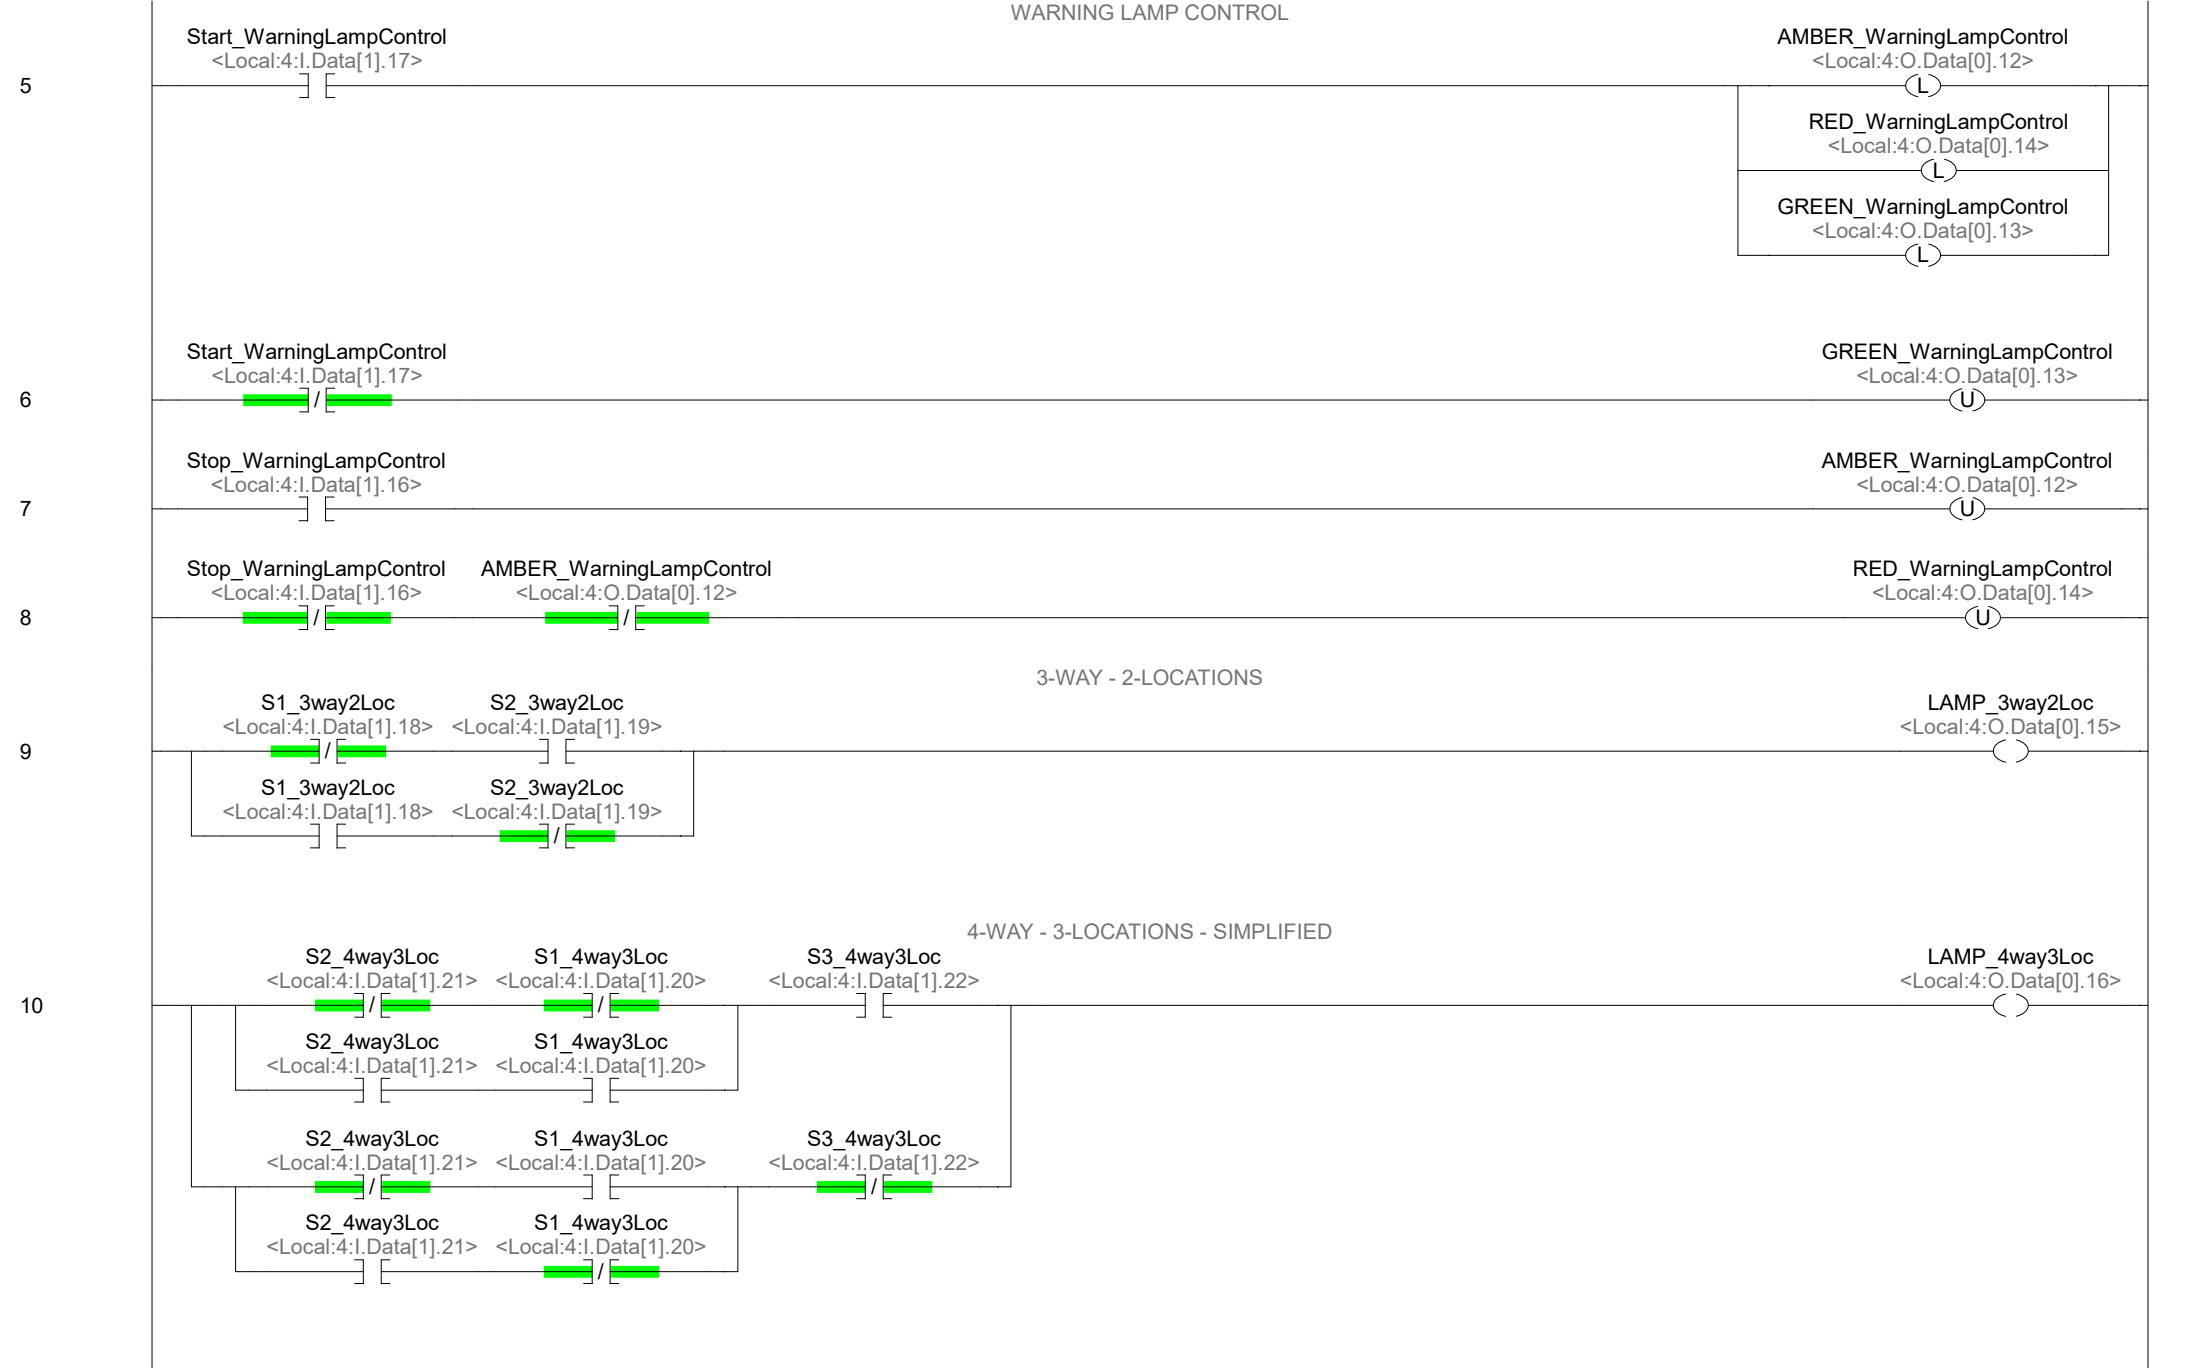 WARNING LAMP CONTROL
Start_WarningLampControl
<Local:4:I.Data[1].17>
AMBER_WarningLampControl
<Local:4:O.Data[0].12>
5
L
RED_WarningLampControl
<Local:4:O.Data[0].14>
L
GREEN_WarningLampControl
<Local:4:O.Data[0].13>
L
Start_WarningLampControl
<Local:4:I.Data[1].17>
GREEN_WarningLampControl
<Local:4:O.Data[0].13>
6
/
U
Stop_WarningLampControl
<Local:4:I.Data[1].16>
AMBER_WarningLampControl
<Local:4:O.Data[0].12>
7
U
Stop_WarningLampControl
<Local:4:I.Data[1].16>
AMBER_WarningLampControl
<Local:4:O.Data[0].12>
RED_WarningLampControl
<Local:4:O.Data[0].14>
8
/
/
U
3-WAY - 2-LOCATIONS
S1_3way2Loc
<Local:4:I.Data[1].18>
S2_3way2Loc
<Local:4:I.Data[1].19>
LAMP_3way2Loc
<Local:4:O.Data[0].15>
9
/
S1_3way2Loc
<Local:4:I.Data[1].18>
S2_3way2Loc
<Local:4:I.Data[1].19>
/
4-WAY - 3-LOCATIONS - SIMPLIFIED
S2_4way3Loc
<Local:4:I.Data[1].21>
S1_4way3Loc
<Local:4:I.Data[1].20>
S3_4way3Loc
<Local:4:I.Data[1].22>
LAMP_4way3Loc
<Local:4:O.Data[0].16>
10
/
/
S2_4way3Loc
<Local:4:I.Data[1].21>
S1_4way3Loc
<Local:4:I.Data[1].20>
S2_4way3Loc
<Local:4:I.Data[1].21>
S1_4way3Loc
<Local:4:I.Data[1].20>
S3_4way3Loc
<Local:4:I.Data[1].22>
/
/
S2_4way3Loc
<Local:4:I.Data[1].21>
S1_4way3Loc
<Local:4:I.Data[1].20>
/